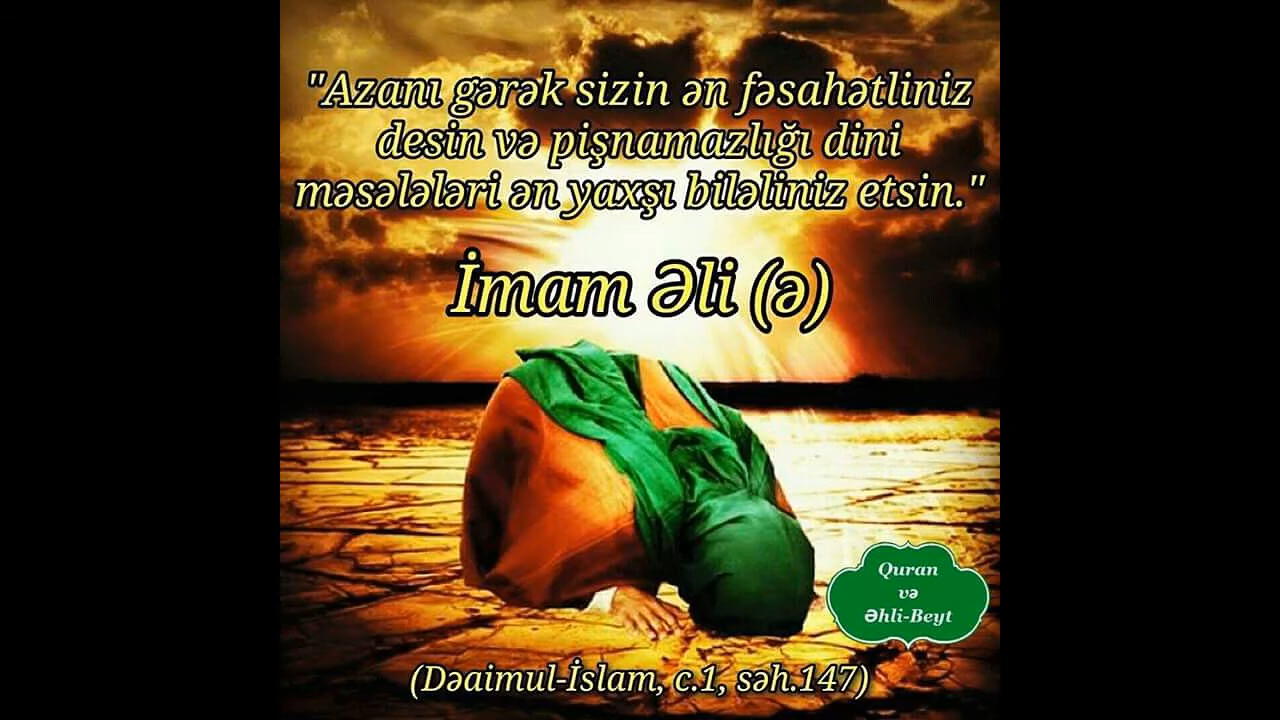 "Azanı gərək sizin ən fəsahətliniz
desin və pişnamazlığı dini
məsələləri ən yaxşı biləliniz etsin."
İmam Əli (ə)
Quran
və
Əhli-Beyt
(Dəaimul-İslam, c.1, səh.147)